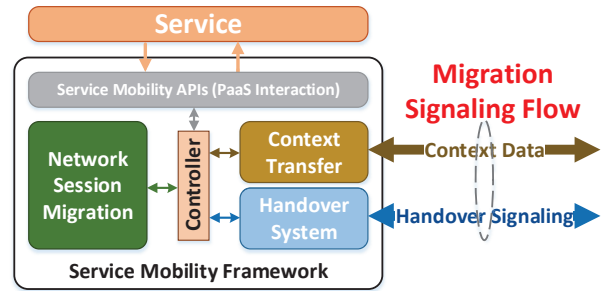 Service
Service Mobility APIs (PaaS Interaction)
Network
Session
Migration
Controller
Context
Transfer
Handover
System
Service Mobility Framework
Migration
Signaling Flow
Context Data
Handover Signaling